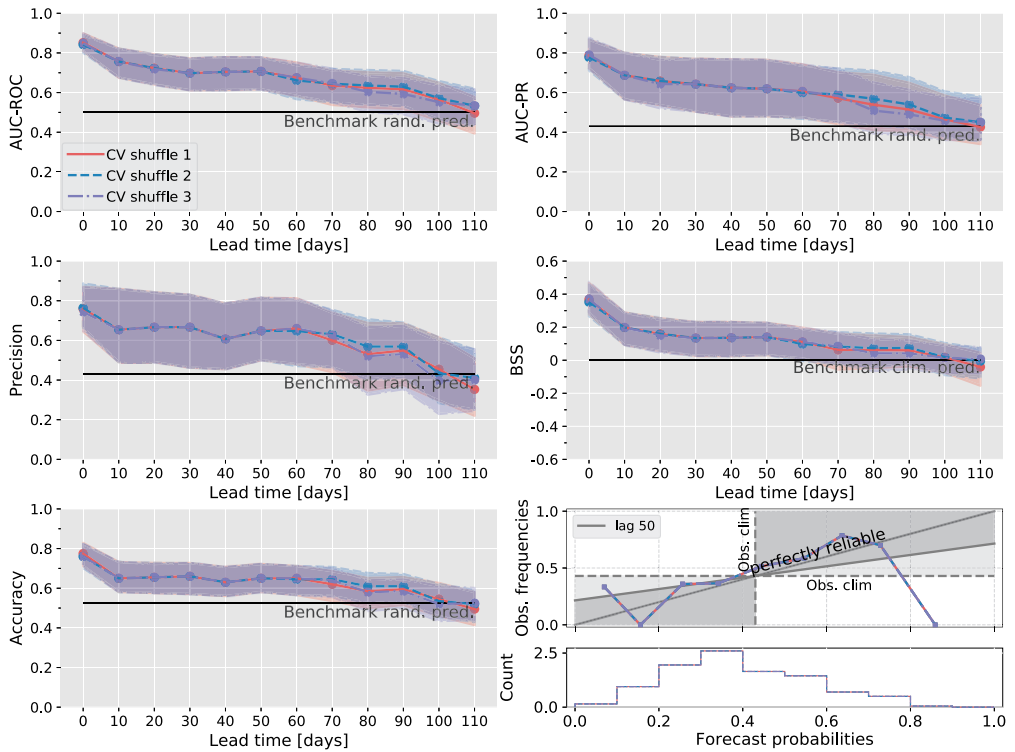 1.0
0.8
0.6
0.4
0.2
0.0
AUC-ROC
Benchmark rand. pred.
CV shuffle 1
CV shuffle 2
CV shuffle 3
0 10 20 30 40 50 60 70 80 90 100 110
Lead time [days]
1.0
0.8
0.6
0.4
0.2
0.0
AUC-PR
Benchmark rand. pred.
0 10 20 30 40 50 60 70 80 90 100 110
Lead time [days]
1.0
0.8
0.6
0.4
0.2
0.0
Precision
Benchmark rand. pred.
0 10 20 30 40 50 60 70 80 90 100 110
Lead time [days]
0.6
0.4
0.2
0
-0.2
-0.4
-0.6
BSS
Benchmark clim. pred.
0 10 20 30 40 50 60 70 80 90 100 110
Lead time [days]
1.0
0.8
0.6
0.4
0.2
0.0
Accuracy
Benchmark rand. pred.
0 10 20 30 40 50 60 70 80 90 100 110
Lead time [days]
1.0
0.5
0.0
Obs. frequencies
lag 50
Obs. clim
perfectly reliable
Obs. clim
2.5
0.0
Count
0.0 0.2 0.4 0.6 0.8 1.0
Forecast probabilities